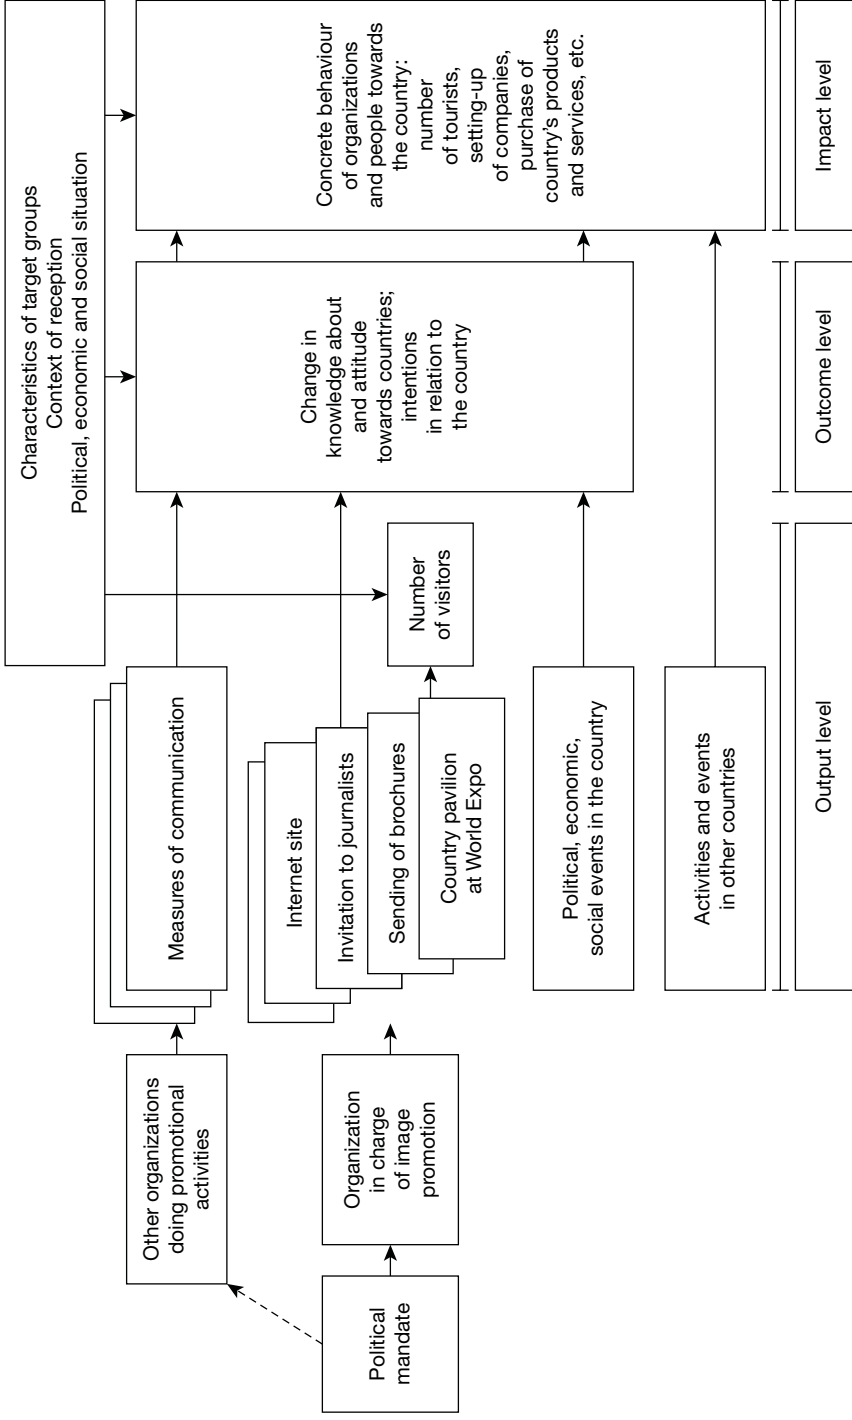 Characteristics of target groups
Context of reception
Political, economic and social situation
Political
mandate
Other organizations
doing promotional
activities
Organization
in charge
of image
promotion
Measures of communication
Internet site
Invitation to journalists
Sending of brochures
Country pavilion
at World Expo
Number
of visitors
Political, economic,
social events in the country
Activities and events
in other countries
Change in
knowledge about
and attitude
towards countries;
intentions
in relation to
the country
Concrete behaviour
of organizations
and people towards
the country:
number
of tourists,
setting-up
of companies,
purchase of
country's products
and services, etc.
Output level
Outcome level
Impact level